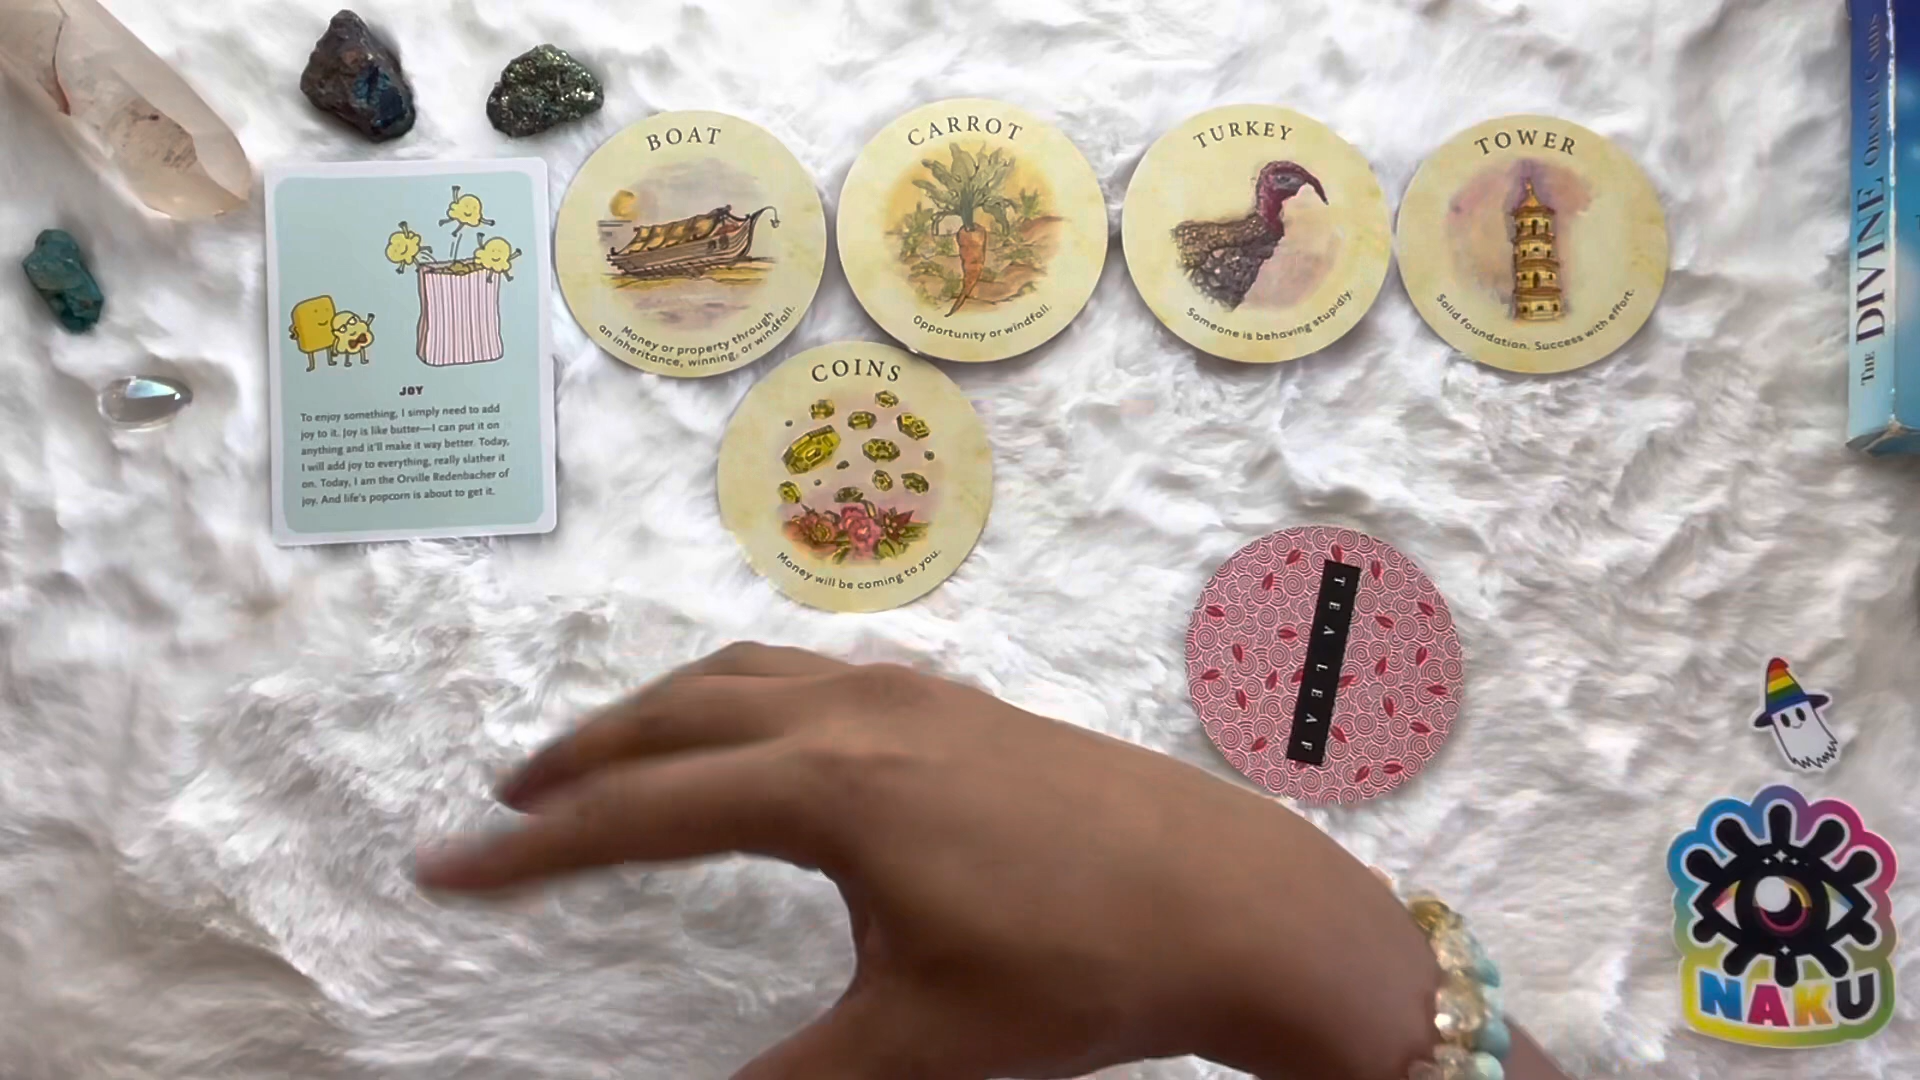 BOAT
Money or property through
an inheritance, winning, or windfall.
CARROT
Opportunity or windfall.
TURKEY
Someone is behaving stupidly.
TOWER
Solid foundation. Success with effort.
The DIVINE Oracle Cards
JOY
To enjoy something, I simply need to add
joy to it. Joy is like butter—I can put it on
anything and it'll make it way better. Today,
I will add joy to everything, really slather it
on. Today, I am the Orville Redenbacher of
joy. And life's popcorn is about to get it.
COINS
Money will be coming to you.
TEA LEAF
NAKU